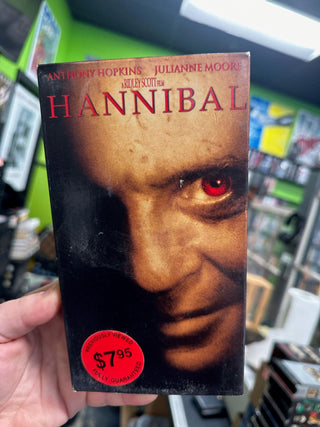 ANTHONY HOPKINS JULIANNE MOORE
A RIDLEY SCOTT FILM
HANNIBAL
PREVIOUSLY VIEWED
$7.95
FULLY GUARANTEED